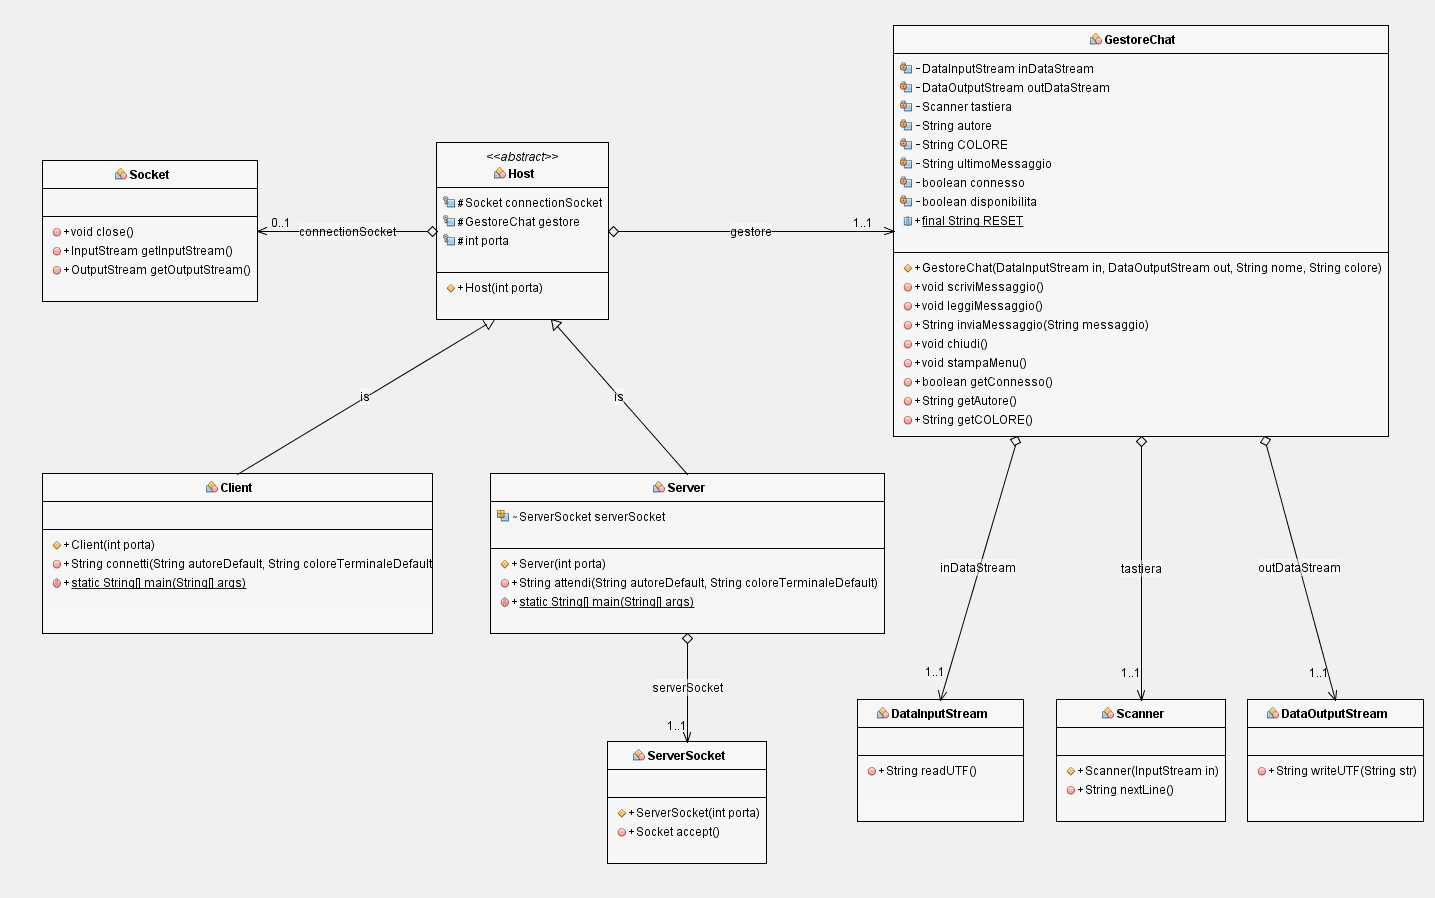 Socket
+void close()
+InputStream getInputStream()
+OutputStream getOutputStream()
0..1
connectionSocket
<<abstract>>
Host
#Socket connectionSocket
#GestoreChat gestore
#int porta
+Host(int porta)
gestore
1..1
GestoreChat
-DataInputStream inDataStream
-DataOutputStream outDataStream
-Scanner tastiera
-String autore
-String COLORE
-String ultimoMessaggio
-boolean connesso
-boolean disponibilita
+final String RESET
+GestoreChat(DataInputStream in, DataOutputStream out, String nome, String colore)
+void scriviMessaggio()
+void leggiMessaggio()
+String inviaMessaggio(String messaggio)
+void chiudi()
+void stampaMenu()
+boolean getConnesso()
+String getAutore()
+String getCOLORE()
is
is
Client
+Client(int porta)
+String connetti(String autoreDefault, String coloreTerminaleDefault
+static String[] main(String[] args)
Server
~ServerSocket serverSocket
+Server(int porta)
+String attendi(String autoreDefault, String coloreTerminaleDefault)
+static String[] main(String[] args)
serverSocket
1..1
ServerSocket
+ServerSocket(int porta)
+Socket accept()
inDataStream
tastiera
outDataStream
1..1
1..1
1..1
DataInputStream
+String readUTF()
Scanner
+Scanner(InputStream in)
+String nextLine()
DataOutputStream
+String writeUTF(String str)